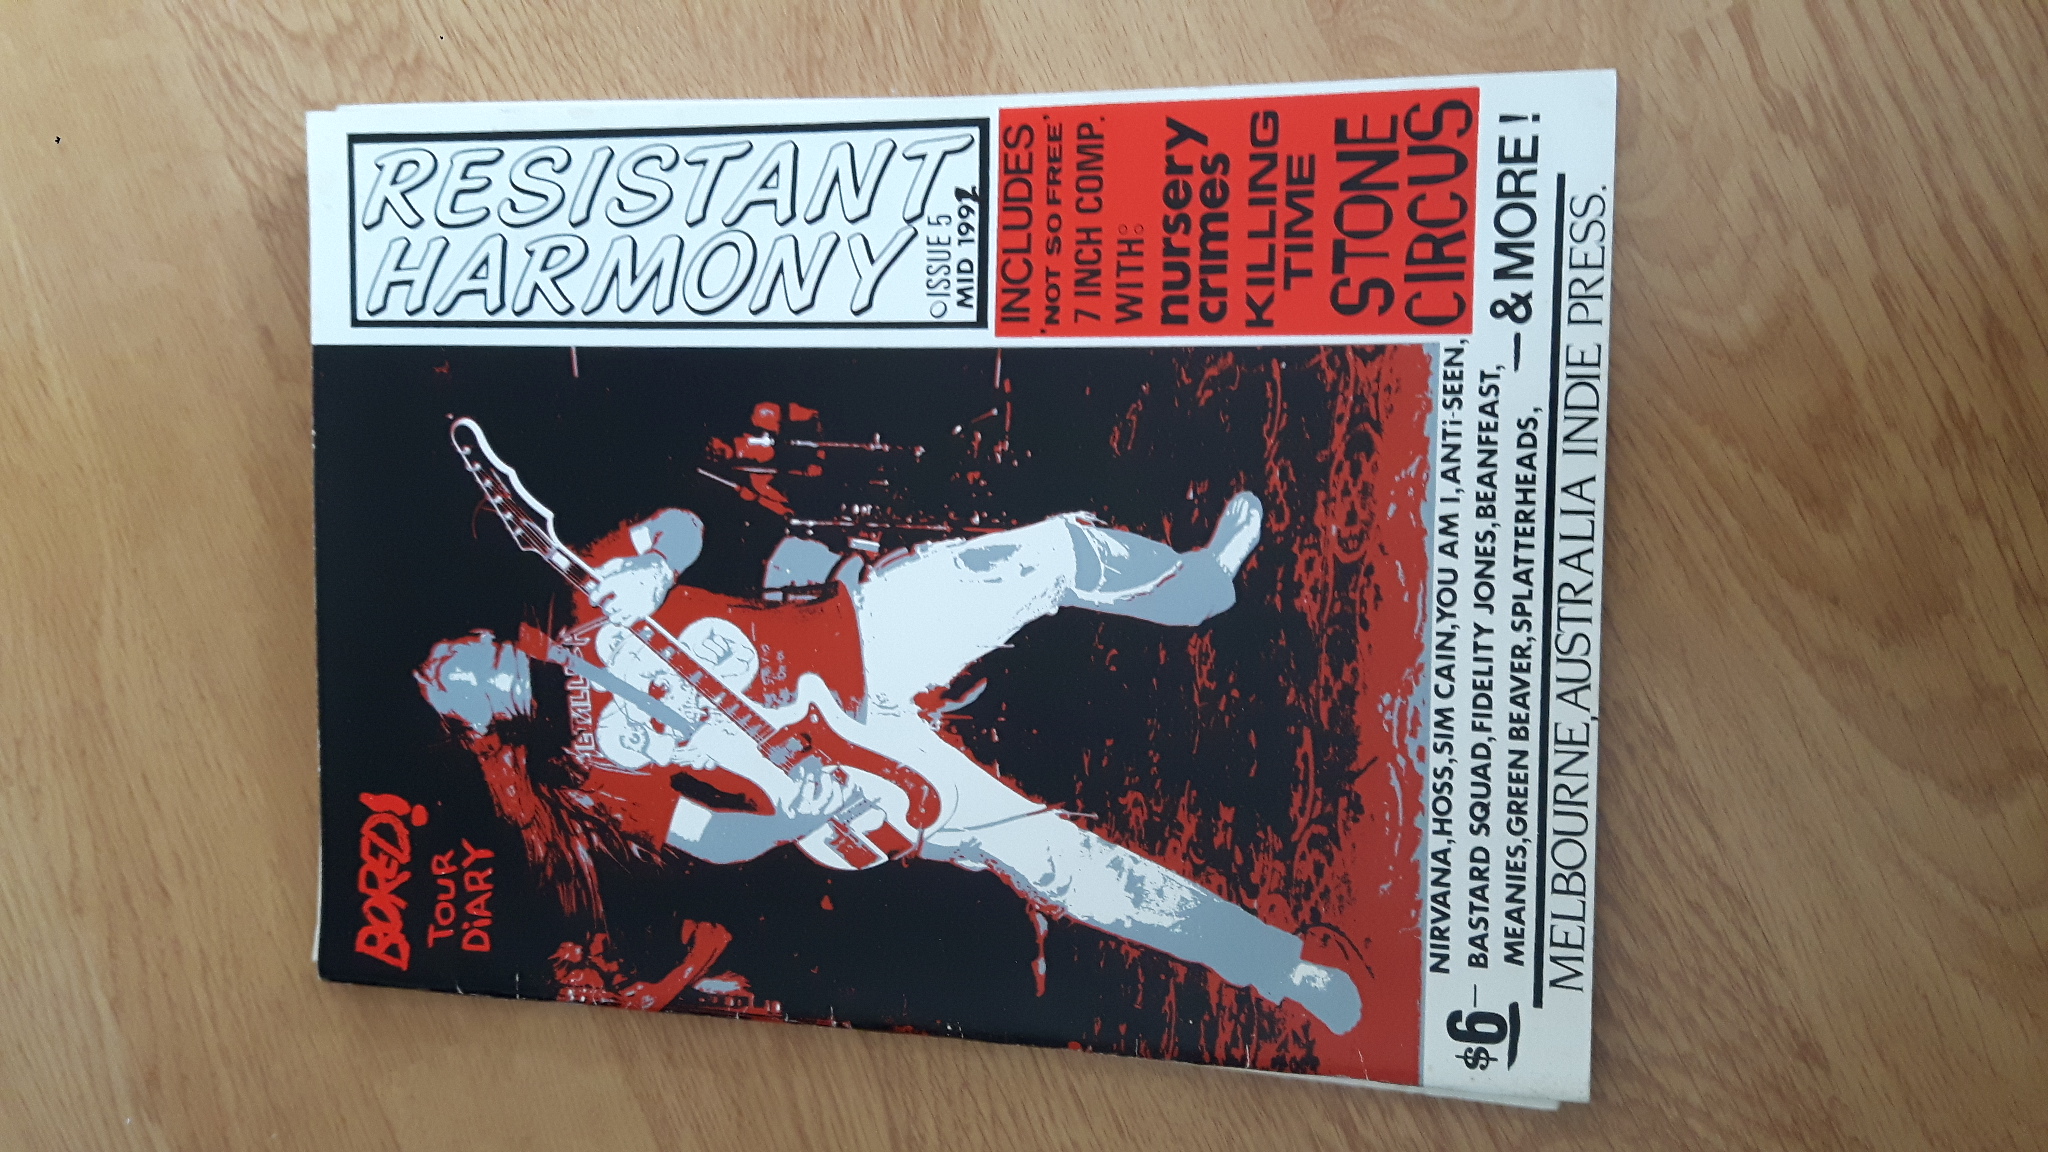 RESISTANT
HARMONY
ISSUE 5
MID 1992
BORED!
TOUR
DiARY
INCLUDES
'NOT SO FREE'
7 INCH COMP.
WITH:
nursery
crimes
KILLING
TIME
STONE
CIRCUS
& MORE!
NIRVANA, HOSS, SIM CAIN, YOU AM I, ANTi-SEEN,
BASTARD SQUAD, FIDELITY JONES, BEANFEAST,
MEANIES, GREEN BEAVER, SPLATTERHEADS,
$6
MELBOURNE, AUSTRALIA INDIE PRESS.